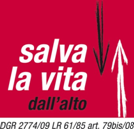 salva
la vita
dall'alto
DGR 2774/09 LR 61/85 art. 79bis/08